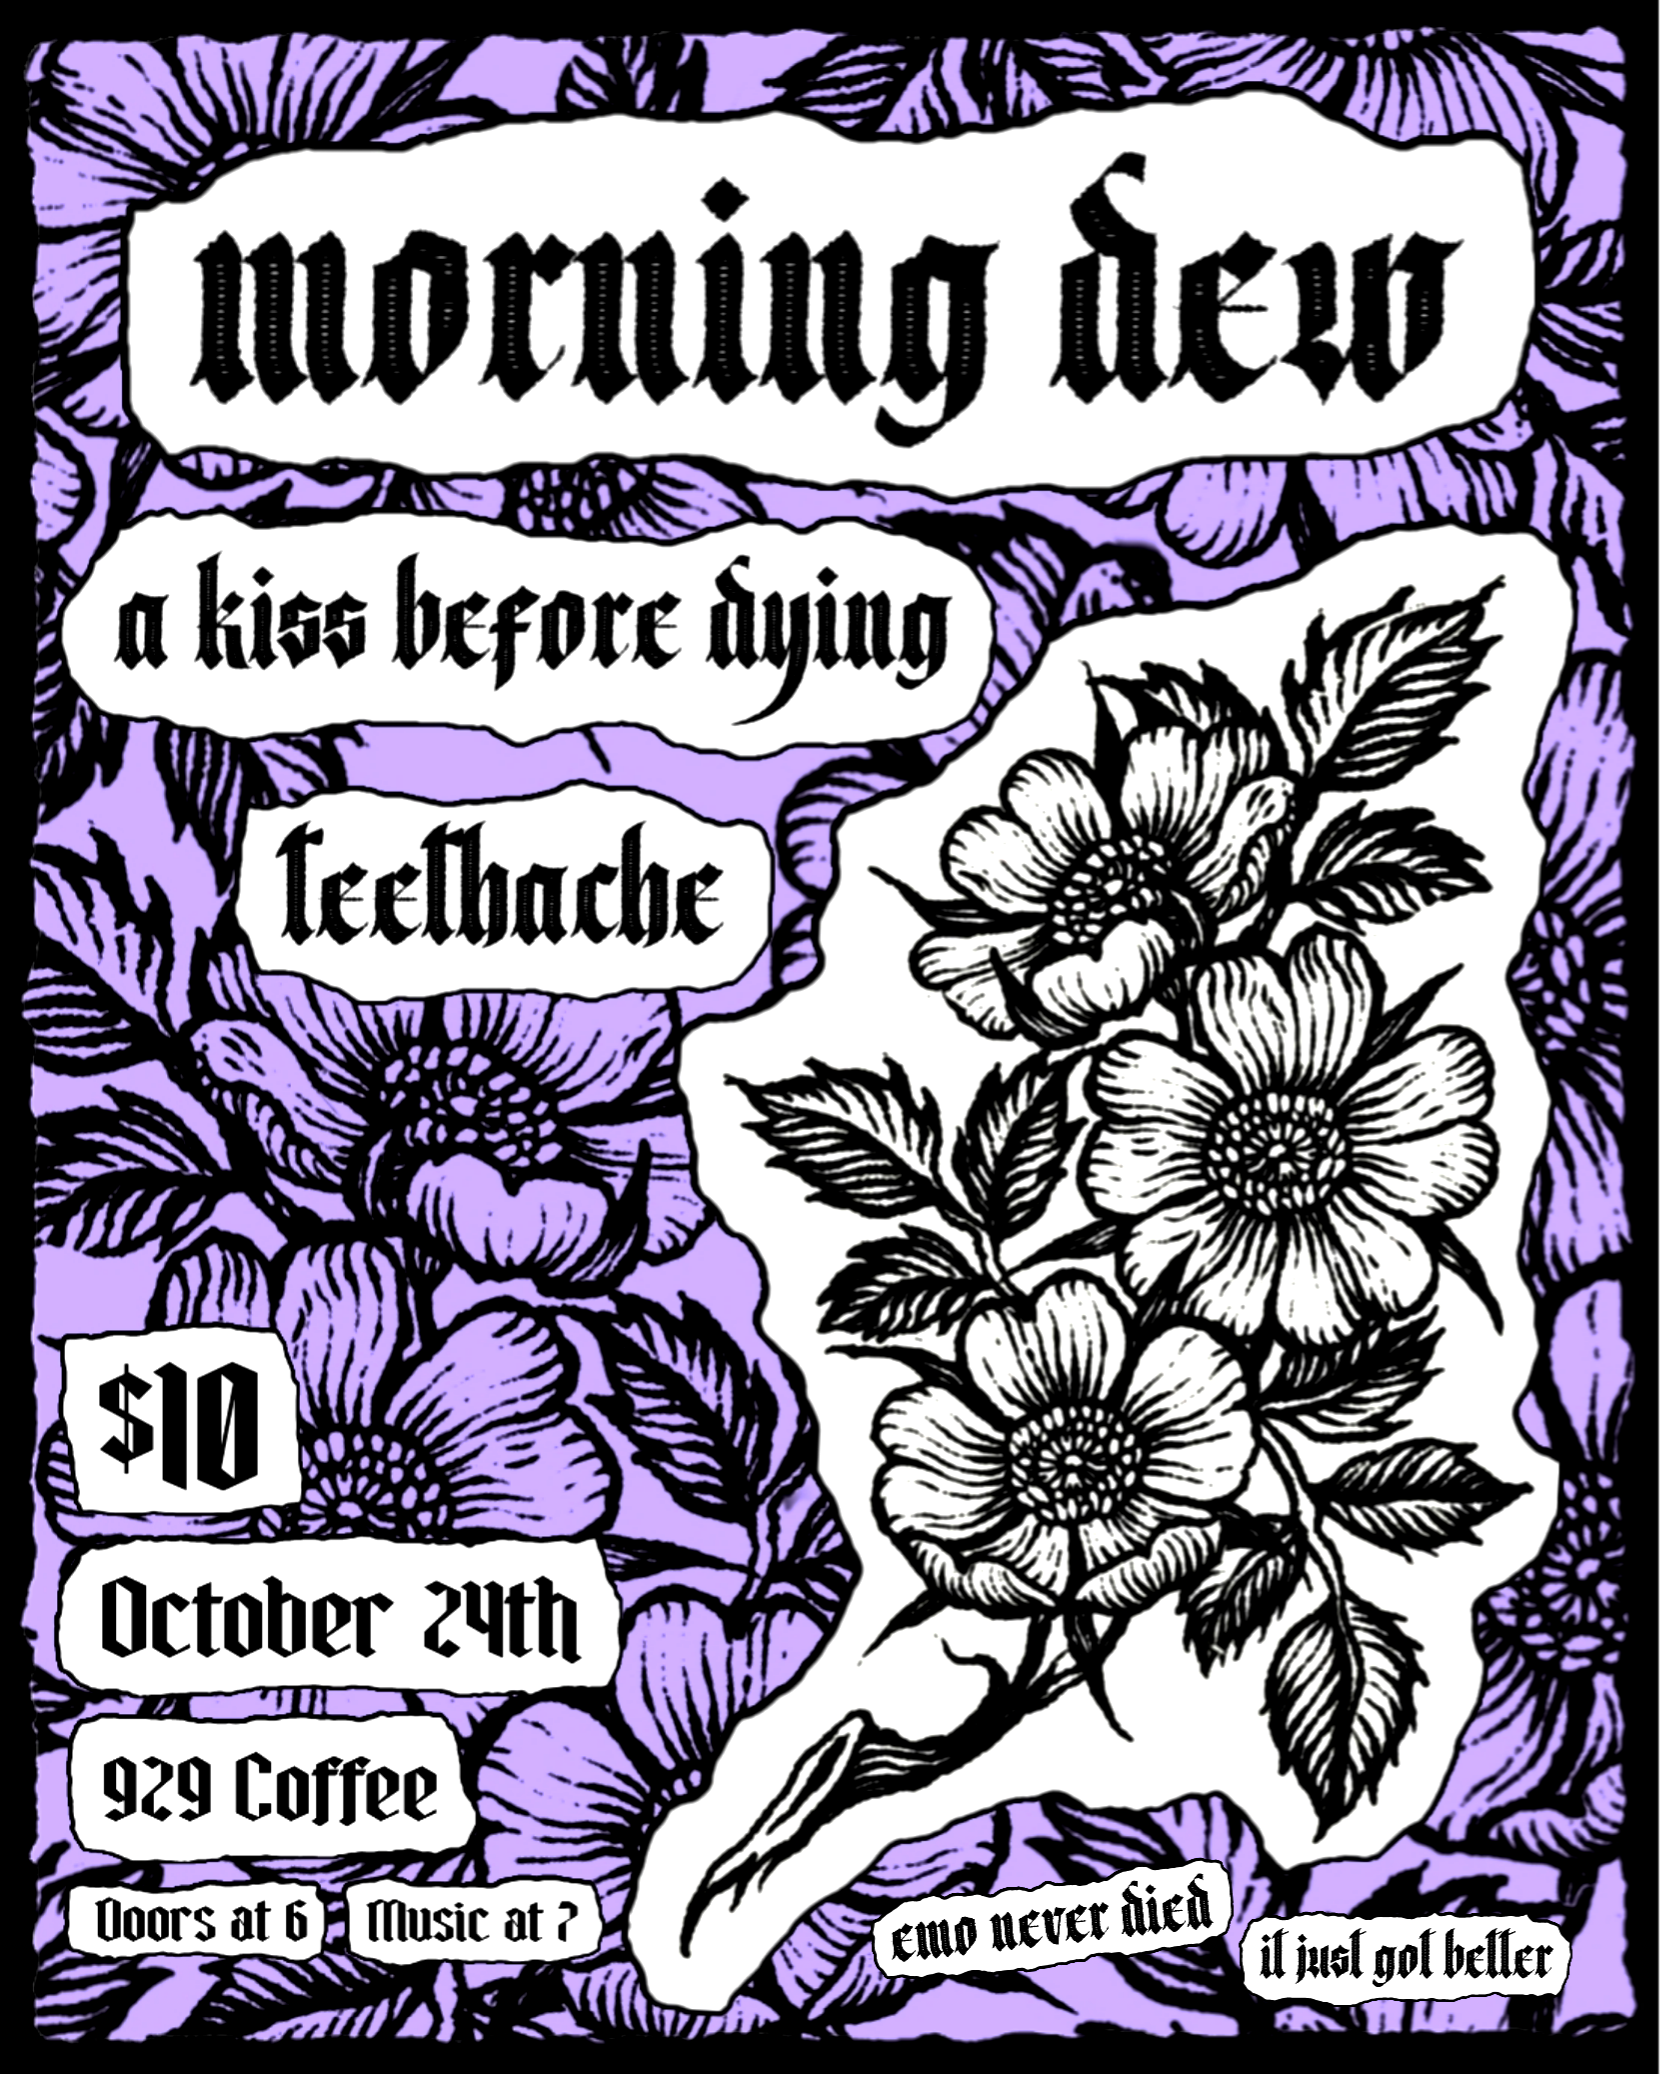 morning dew
a kiss before dying
teethache
$10
October 24th
929 Coffee
Doors at 6
Music at 7
emo never died
it just got better